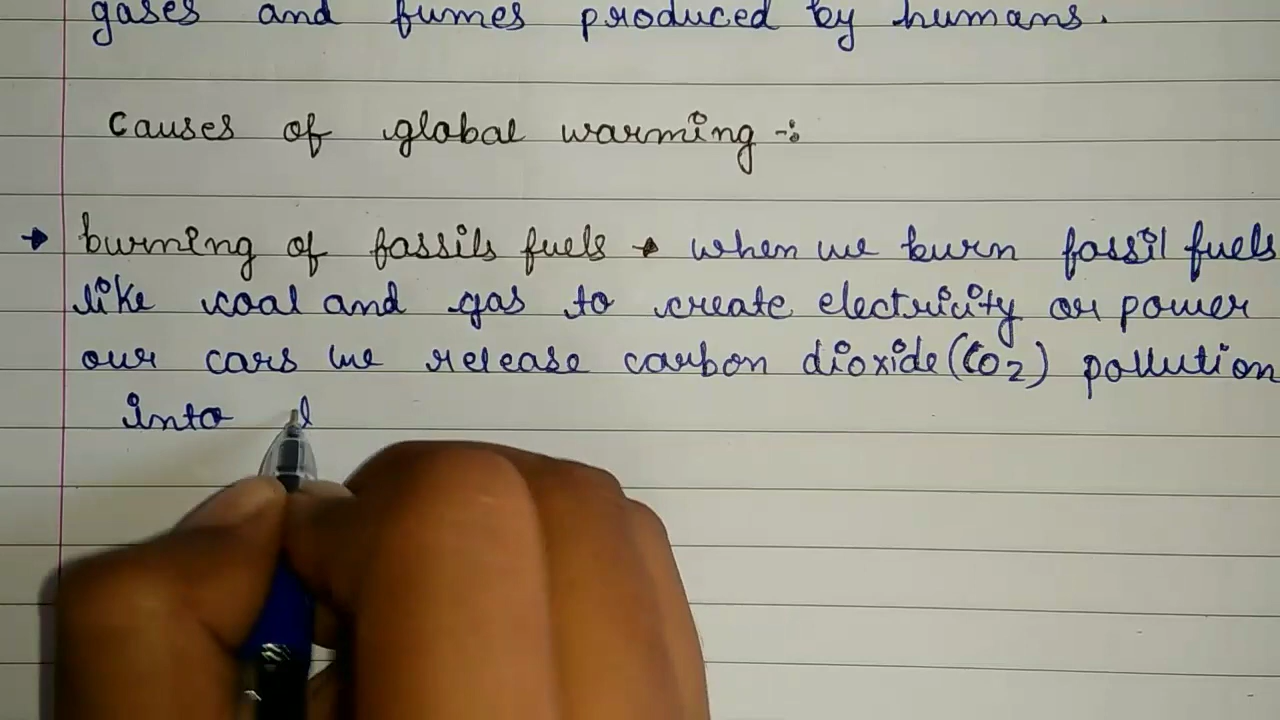 gases and fumes produced by humans.
Causes of global warming -:
→ burning of fassils fuels → when we burn fossil fuels
like coal and gas to create electricity or power
our cars we release carbon dioxide (CO2) pollution
into